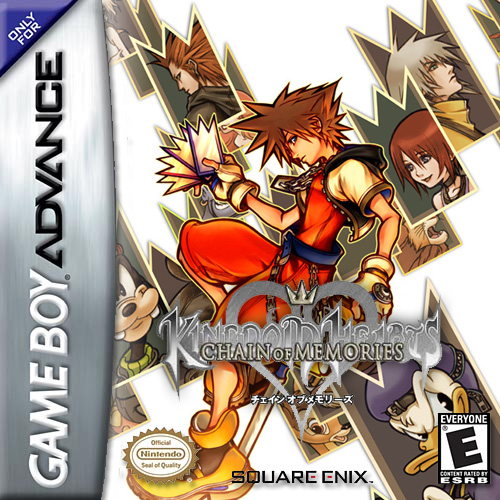 ONLY
FOR
GAME BOY ADVANCE
KINGDOM HEARTS
CHAIN OF MEMORIES
チェイン オブ メモリーズ
Official
Nintendo
Seal of Quality
SQUARE ENIX
EVERYONE
E
CONTENT RATED BY
ESRB